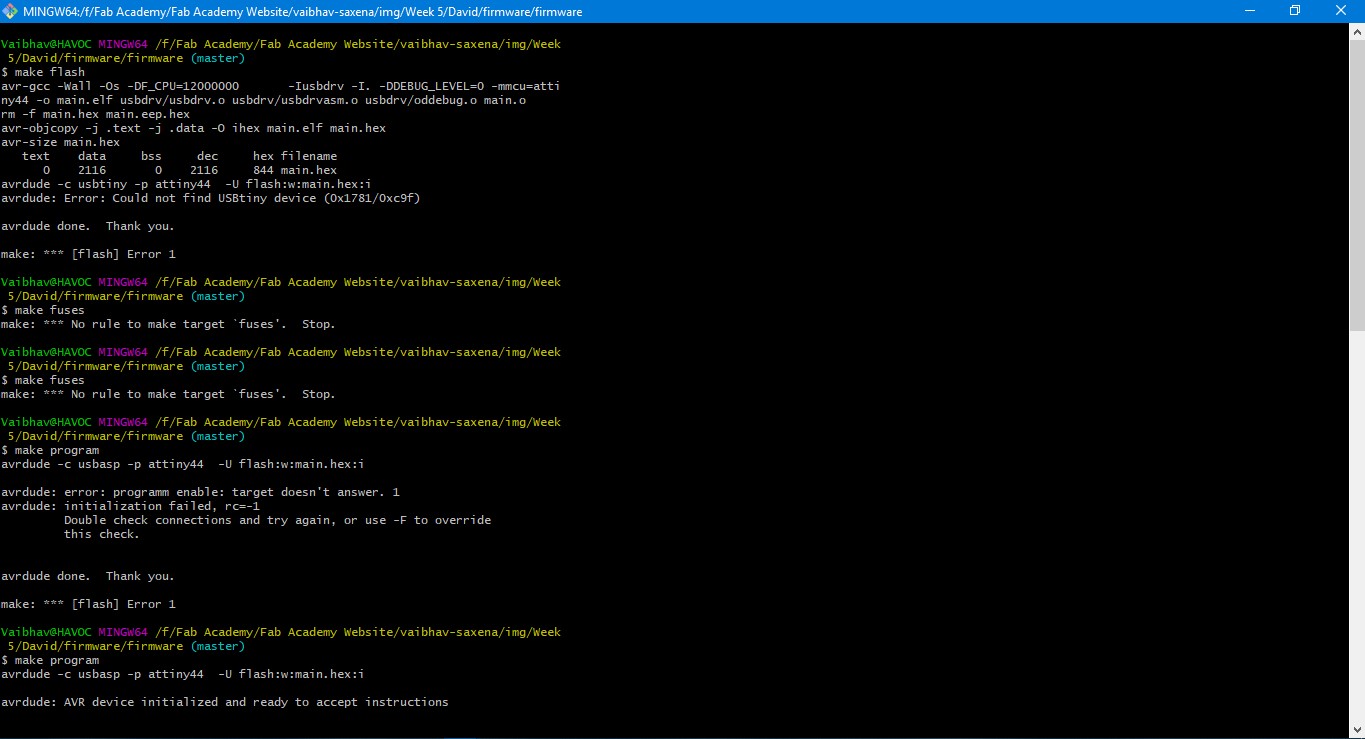 MINGW64:/f/Fab Academy/Fab Academy Website/vaibhav-saxena/img/Week 5/David/firmware/firmware
Vaibhav@HAVOC MINGW64 /f/Fab Academy/Fab Academy Website/vaibhav-saxena/img/Week
 5/David/firmware/firmware (master)
$ make flash
avr-gcc -Wall -Os -DF_CPU=12000000       -Iusbdrv -I. -DDEBUG_LEVEL=0 -mmcu=atti
ny44 -o main.elf usbdrv/usbdrv.o usbdrv/usbdrvasm.o usbdrv/oddebug.o main.o
rm -f main.hex main.eep.hex
avr-objcopy -j .text -j .data -O ihex main.elf main.hex
avr-size main.hex
   text    data     bss     dec     hex filename
      0    2116       0    2116     844 main.hex
avrdude -c usbtiny -p attiny44  -U flash:w:main.hex:i
avrdude: Error: Could not find USBtiny device (0x1781/0xc9f)
avrdude done.  Thank you.
make: *** [flash] Error 1
Vaibhav@HAVOC MINGW64 /f/Fab Academy/Fab Academy Website/vaibhav-saxena/img/Week
 5/David/firmware/firmware (master)
$ make fuses
make: *** No rule to make target `fuses'.  Stop.
Vaibhav@HAVOC MINGW64 /f/Fab Academy/Fab Academy Website/vaibhav-saxena/img/Week
 5/David/firmware/firmware (master)
$ make fuses
make: *** No rule to make target `fuses'.  Stop.
Vaibhav@HAVOC MINGW64 /f/Fab Academy/Fab Academy Website/vaibhav-saxena/img/Week
 5/David/firmware/firmware (master)
$ make program
avrdude -c usbasp -p attiny44  -U flash:w:main.hex:i
avrdude: error: programm enable: target doesn't answer. 1
avrdude: initialization failed, rc=-1
         Double check connections and try again, or use -F to override
         this check.
avrdude done.  Thank you.
make: *** [flash] Error 1
Vaibhav@HAVOC MINGW64 /f/Fab Academy/Fab Academy Website/vaibhav-saxena/img/Week
 5/David/firmware/firmware (master)
$ make program
avrdude -c usbasp -p attiny44  -U flash:w:main.hex:i
avrdude: AVR device initialized and ready to accept instructions